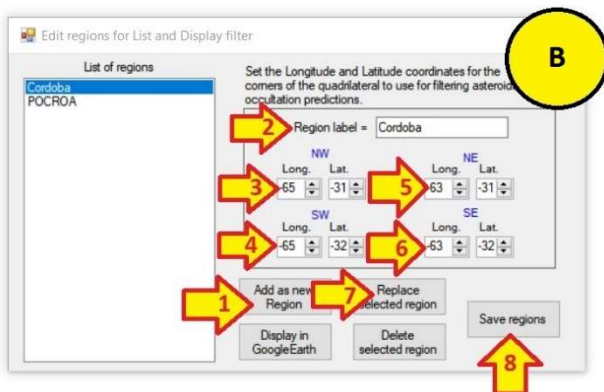 Edit regions for List and Display filter
B
List of regions
Cordoba
POCROA
Set the Longitude and Latitude coordinates for the
corners of the quadrilateral to use for filtering
occultation predictions.
2
Region label = Cordoba
NW
NE
Long. Lat.
Long. Lat.
3
-65 -31
5
-63 -31
SW
SE
Long. Lat.
Long. Lat.
4
-65 -32
6
-63 -32
1
Add as new
Region
7
Replace
selected region
Display in
GoogleEarth
Delete
selected region
Save regions
8